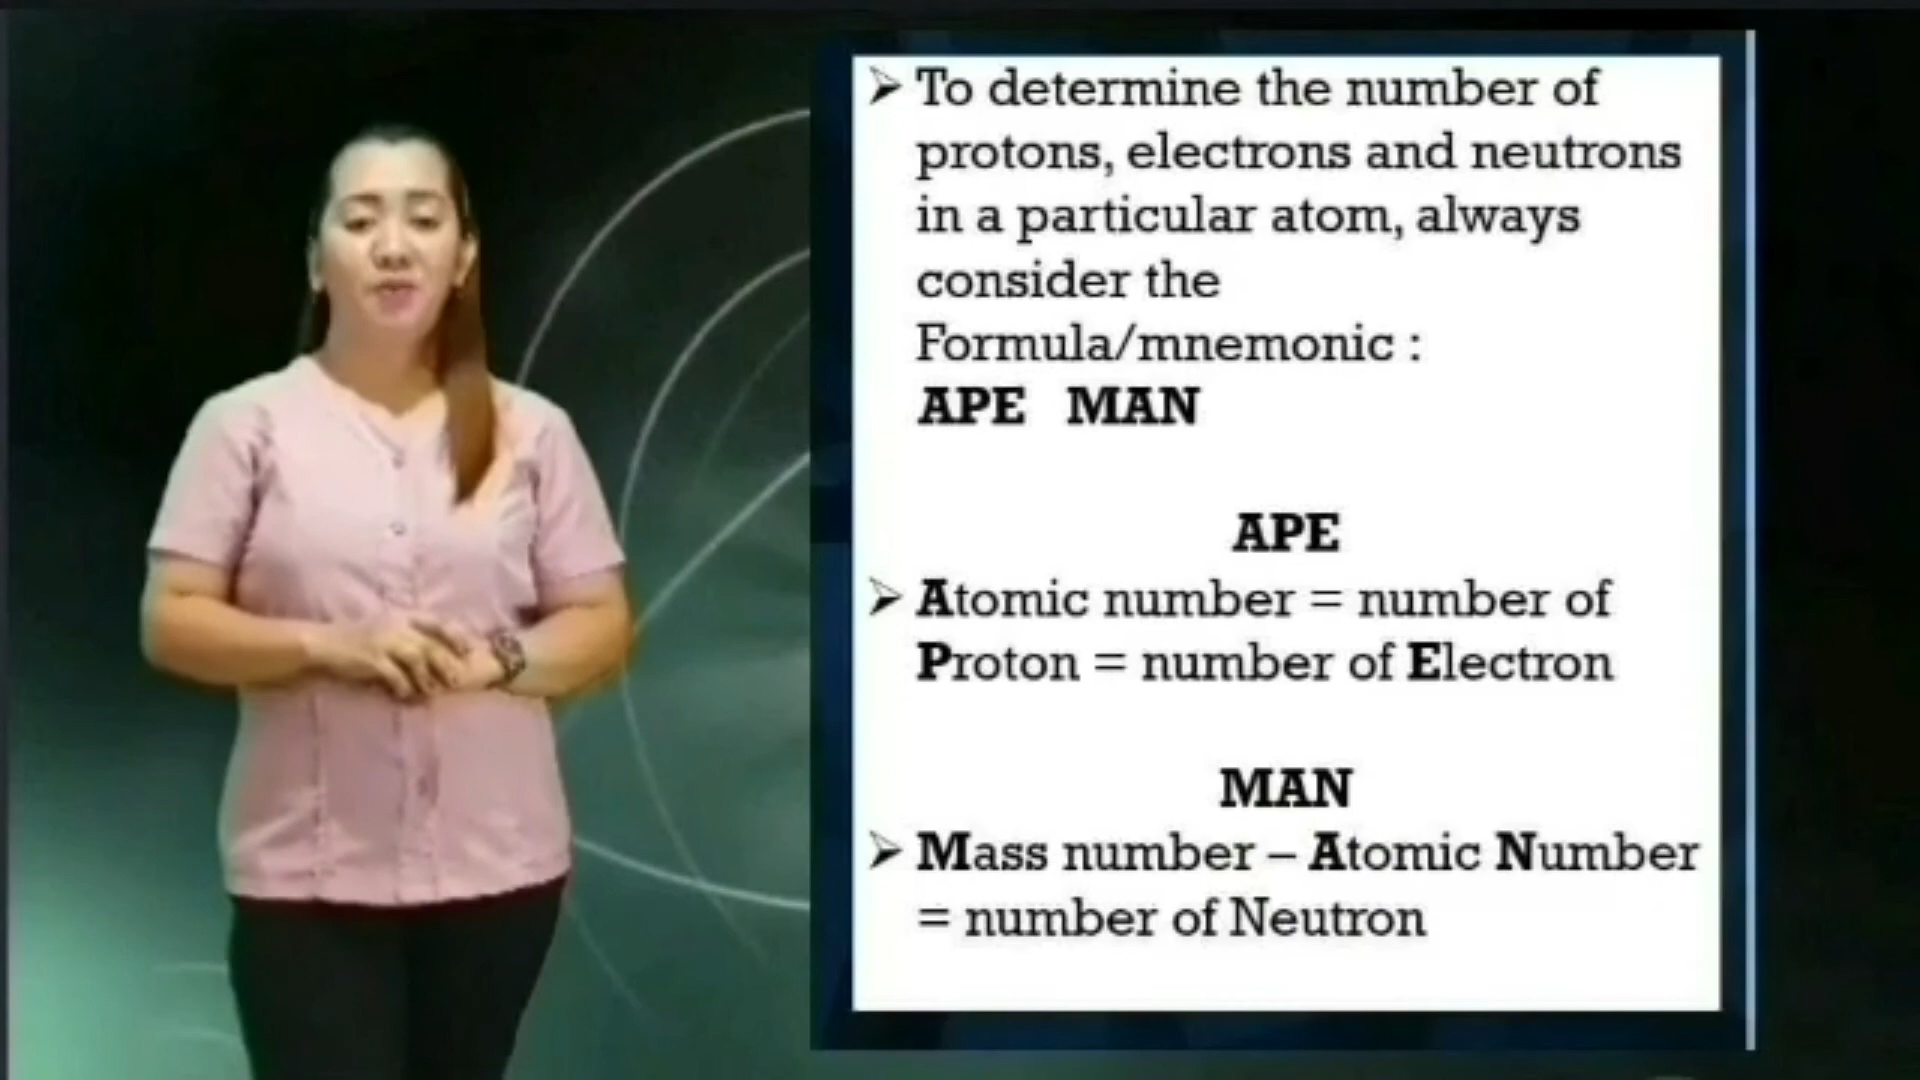 ➢ To determine the number of
protons, electrons and neutrons
in a particular atom, always
consider the
Formula/mnemonic :
APE MAN
APE
➢ Atomic number = number of
Proton = number of Electron
MAN
➢ Mass number – Atomic Number
= number of Neutron